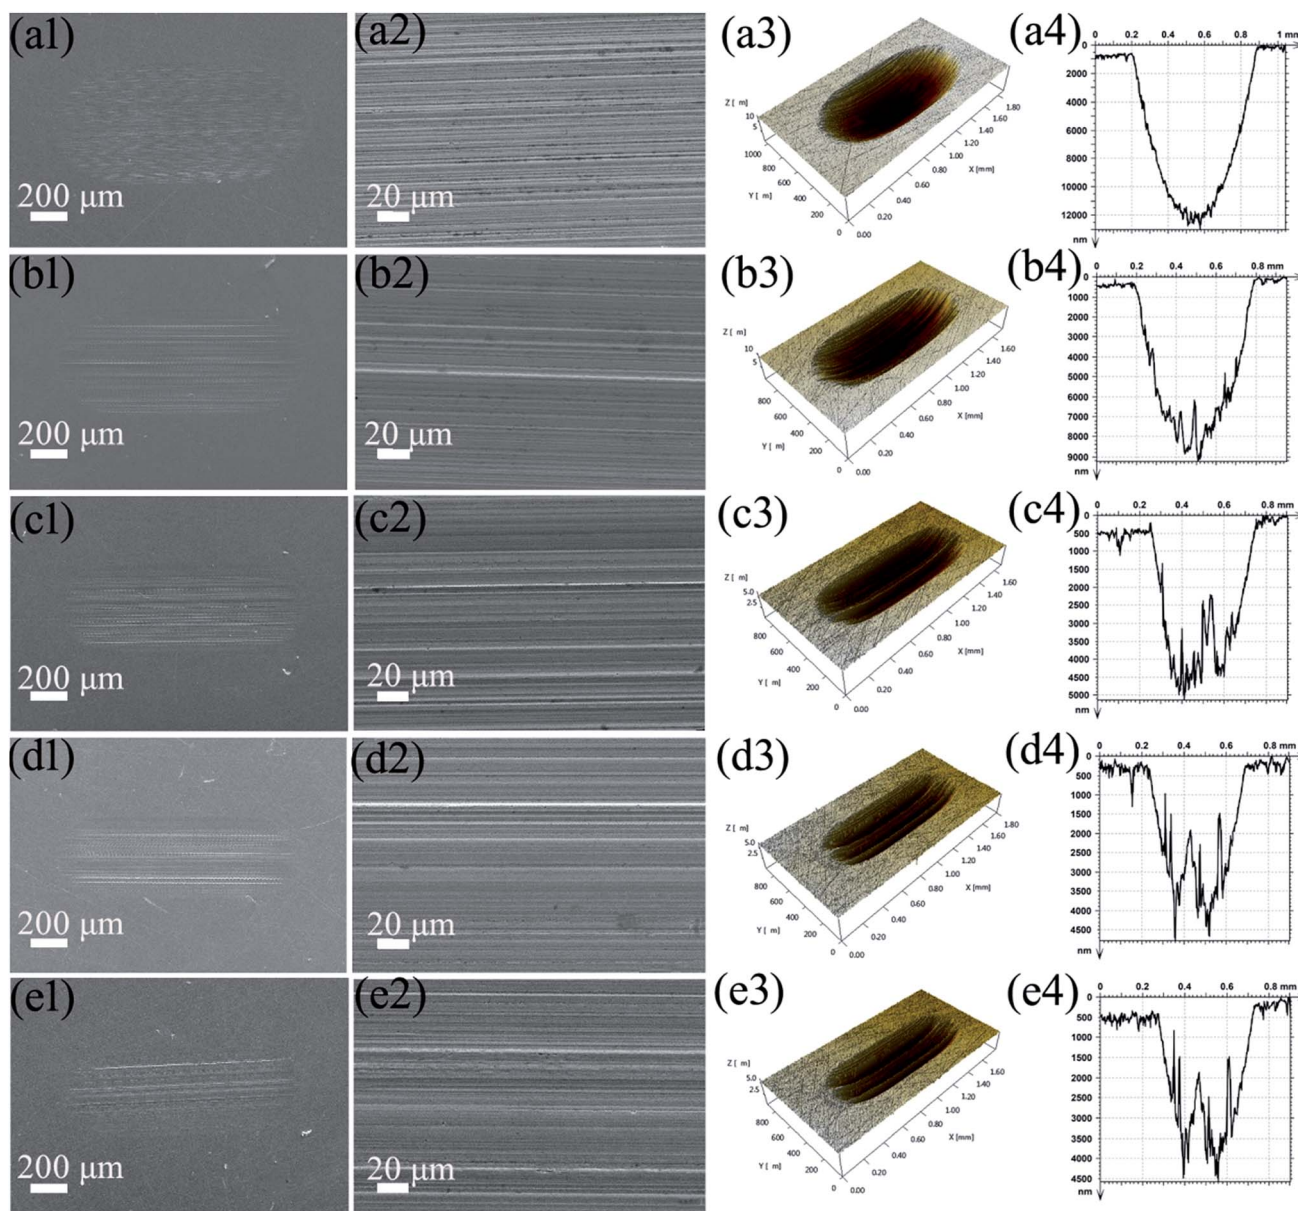 (a1)
200 μm
(a2)
20 μm
(a3)
Z [ m]
10
5
1000
800
600
400
200
0
Y [ m]
0.00
0.20
0.40
0.60
0.80
1.00
1.20
1.40
1.60
1.80
X [mm]
(a4)
0 0.2 0.4 0.6 0.8 1 mm
0
2000
4000
6000
8000
10000
12000
nm
(b1)
200 μm
(b2)
20 μm
(b3)
Z [ m]
10
5
800
600
400
200
0
Y [ m]
0.00
0.20
0.40
0.60
0.80
1.00
1.20
1.40
1.60
X [mm]
(b4)
0 0.2 0.4 0.6 0.8 mm
0
1000
2000
3000
4000
5000
6000
7000
8000
9000
nm
(c1)
200 μm
(c2)
20 μm
(c3)
Z [ m]
5.0
2.5
800
600
400
200
0
Y [ m]
0.00
0.20
0.40
0.60
0.80
1.00
1.20
1.40
1.60
X [mm]
(c4)
0 0.2 0.4 0.6 0.8 mm
0
500
1000
1500
2000
2500
3000
3500
4000
4500
5000
nm
(d1)
200 μm
(d2)
20 μm
(d3)
Z [ m]
5.0
2.5
800
600
400
200
0
Y [ m]
0.00
0.20
0.40
0.60
0.80
1.00
1.20
1.40
1.60
1.80
X [mm]
(d4)
0 0.2 0.4 0.6 0.8 mm
0
500
1000
1500
2000
2500
3000
3500
4000
4500
nm
(e1)
200 μm
(e2)
20 μm
(e3)
Z [ m]
5.0
2.5
800
600
400
200
0
Y [ m]
0.00
0.20
0.40
0.60
0.80
1.00
1.20
1.40
1.60
X [mm]
(e4)
0 0.2 0.4 0.6 0.8 mm
0
500
1000
1500
2000
2500
3000
3500
4000
4500
nm